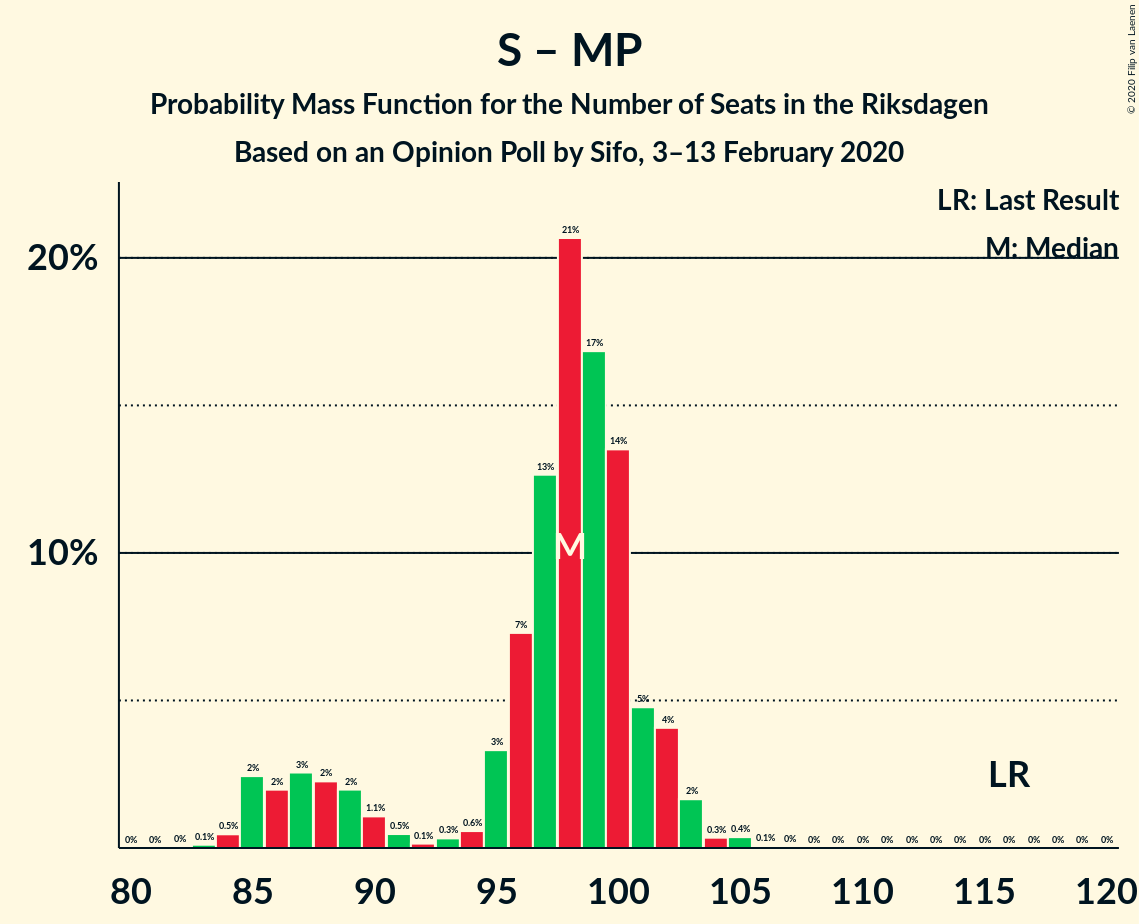 S – MP
Probability Mass Function for the Number of Seats in the Riksdagen
Based on an Opinion Poll by Sifo, 3–13 February 2020
© 2020 Filip van Laenen
LR: Last Result
M: Median
20%
10%
0% 0% 0% 0.1% 0.5% 2% 2% 3% 2% 2% 1.1% 0.5% 0.1% 0.3% 0.6% 3% 7% 13% 21% 17% 14% 5% 4% 2% 0.3% 0.4% 0.1% 0% 0% 0% 0% 0% 0% 0% 0% 0% 0% 0% 0% 0% 0%
M
LR
80 85 90 95 100 105 110 115 120